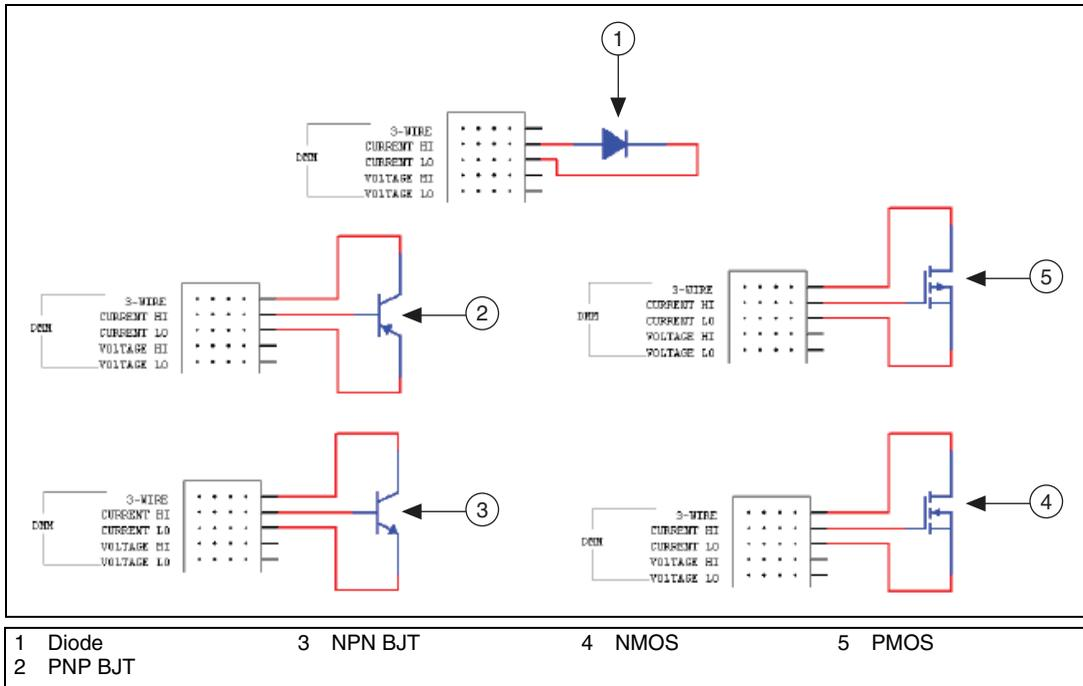 1
3-WIRE
CURRENT HI
DMM
CURRENT LO
VOLTAGE HI
VOLTAGE LO
3-WIRE
CURRENT HI
DMM
CURRENT LO
VOLTAGE HI
VOLTAGE LO
2
3-WIRE
CURRENT HI
DMM
CURRENT LO
VOLTAGE HI
VOLTAGE LO
5
3-WIRE
CURRENT HI
DMM
CURRENT LO
VOLTAGE HI
VOLTAGE LO
3
3-WIRE
CURRENT HI
DMM
CURRENT LO
VOLTAGE HI
VOLTAGE LO
4
1 Diode 3 NPN BJT 4 NMOS 5 PMOS
2 PNP BJT